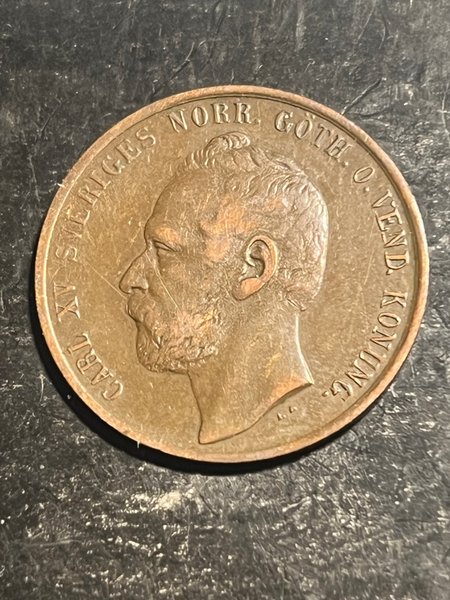 CARL XV SVERIGES NORR. GÖTH. O. VEND. KONUNG.